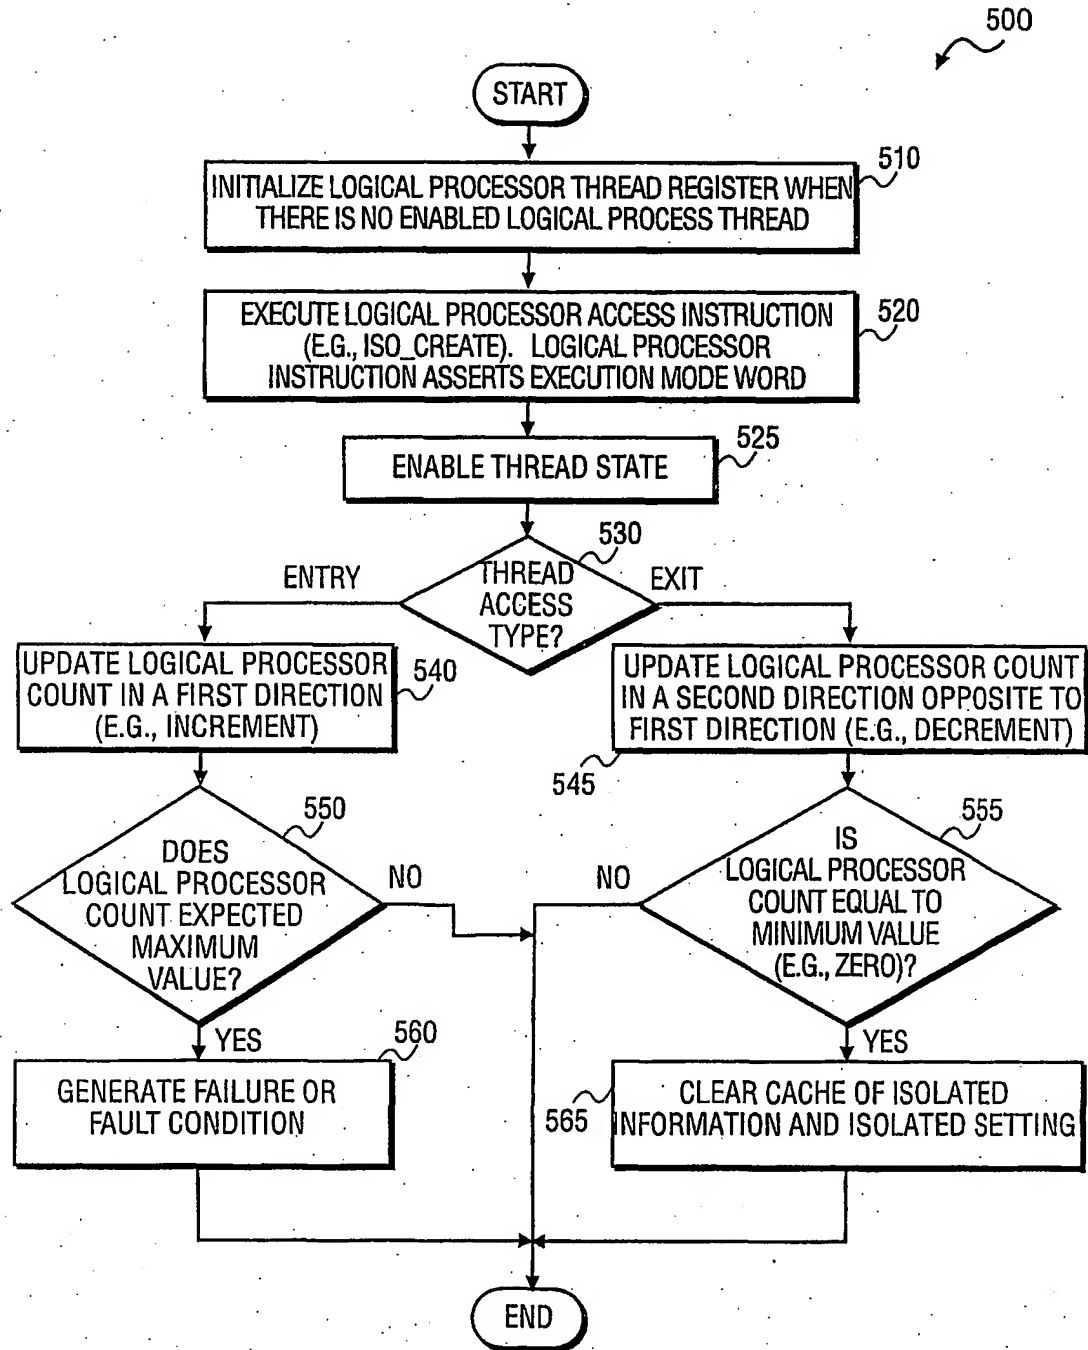 500
START
510
INITIALIZE LOGICAL PROCESSOR THREAD REGISTER WHEN
THERE IS NO ENABLED LOGICAL PROCESS THREAD
520
EXECUTE LOGICAL PROCESSOR ACCESS INSTRUCTION
(E.G., ISO_CREATE). LOGICAL PROCESSOR
INSTRUCTION ASSERTS EXECUTION MODE WORD
525
ENABLE THREAD STATE
530
ENTRY
THREAD
ACCESS
TYPE?
EXIT
UPDATE LOGICAL PROCESSOR
COUNT IN A FIRST DIRECTION
(E.G., INCREMENT)
540
UPDATE LOGICAL PROCESSOR COUNT
IN A SECOND DIRECTION OPPOSITE TO
FIRST DIRECTION (E.G., DECREMENT)
545
550
DOES
LOGICAL PROCESSOR
COUNT EXPECTED
MAXIMUM
VALUE?
NO
555
IS
LOGICAL PROCESSOR
COUNT EQUAL TO
MINIMUM VALUE
(E.G., ZERO)?
NO
YES
560
GENERATE FAILURE OR
FAULT CONDITION
YES
565
CLEAR CACHE OF ISOLATED
INFORMATION AND ISOLATED SETTING
END